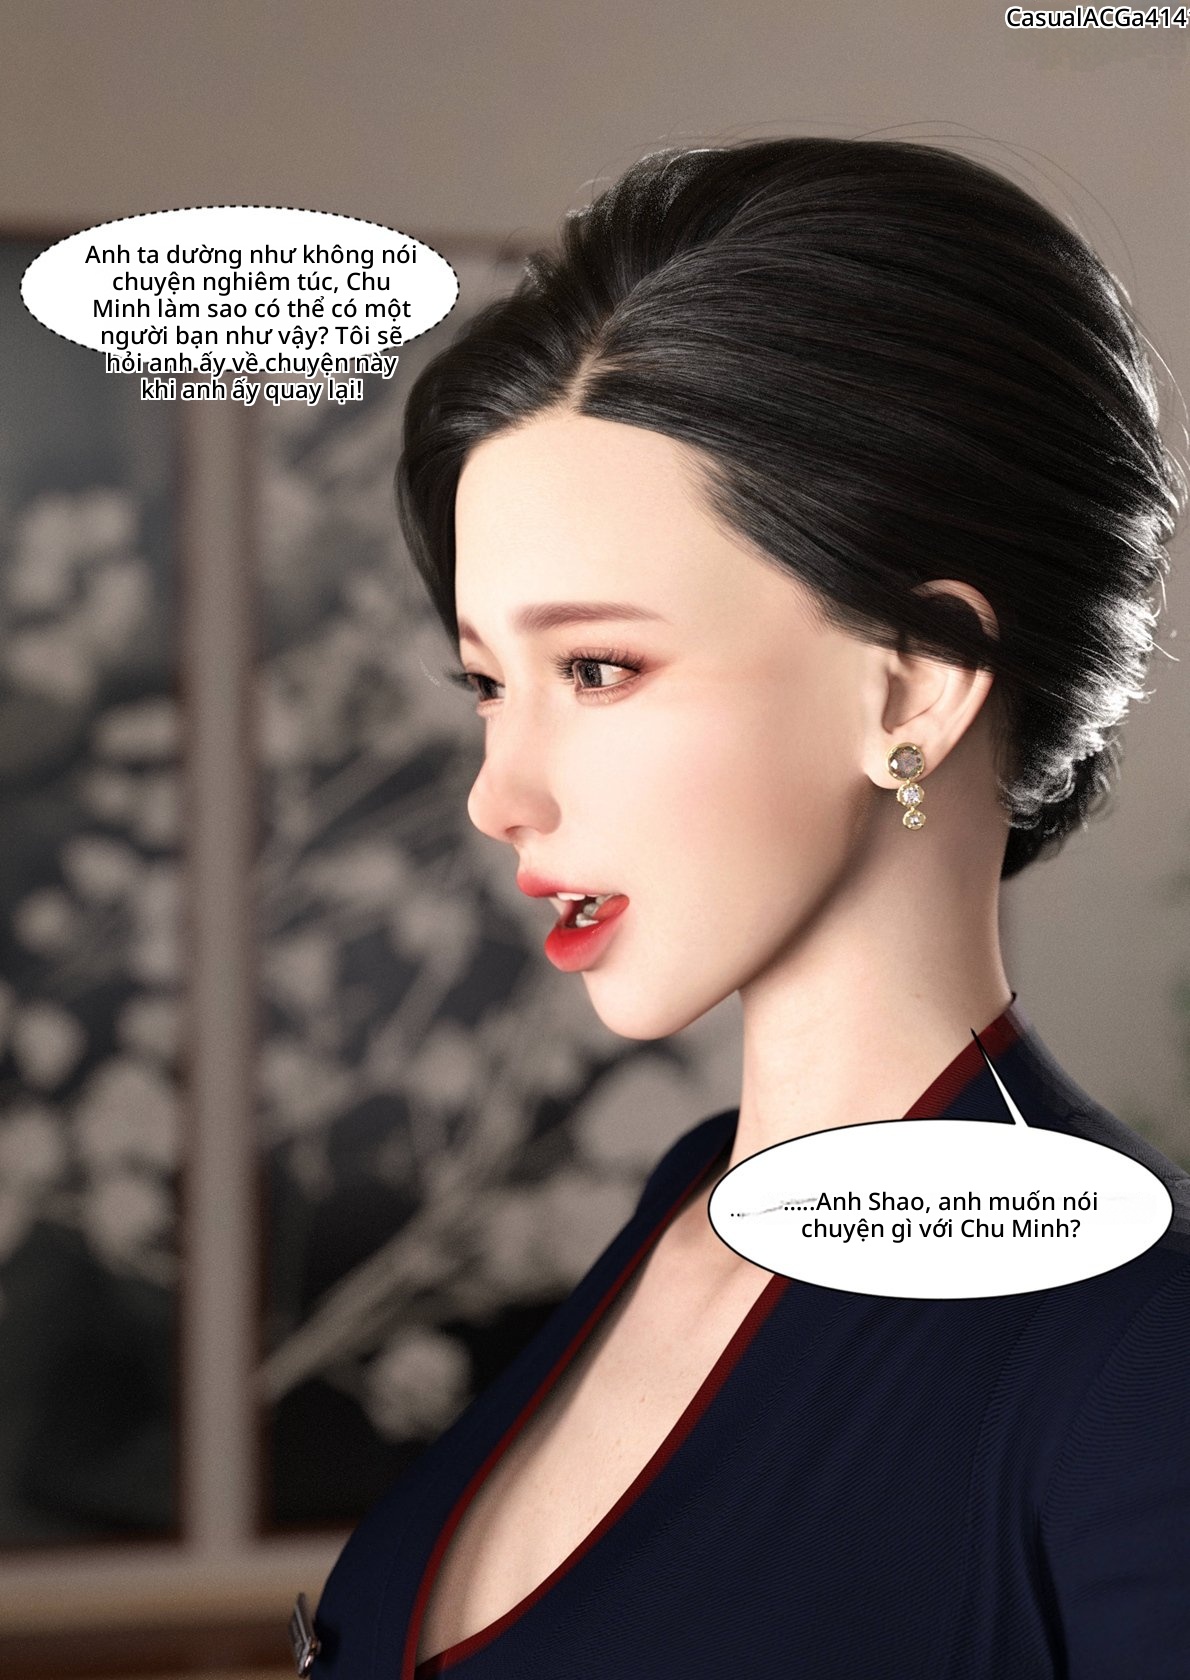 CasualACGa414
Anh ta dường như không nói
chuyện nghiêm túc, Chu
Minh làm sao có thể có một
người bạn như vậy? Tôi sẽ
hỏi anh ấy về chuyện này
khi anh ấy quay lại!
.. .....Anh Shao, anh muốn nói
chuyện gì với Chu Minh?